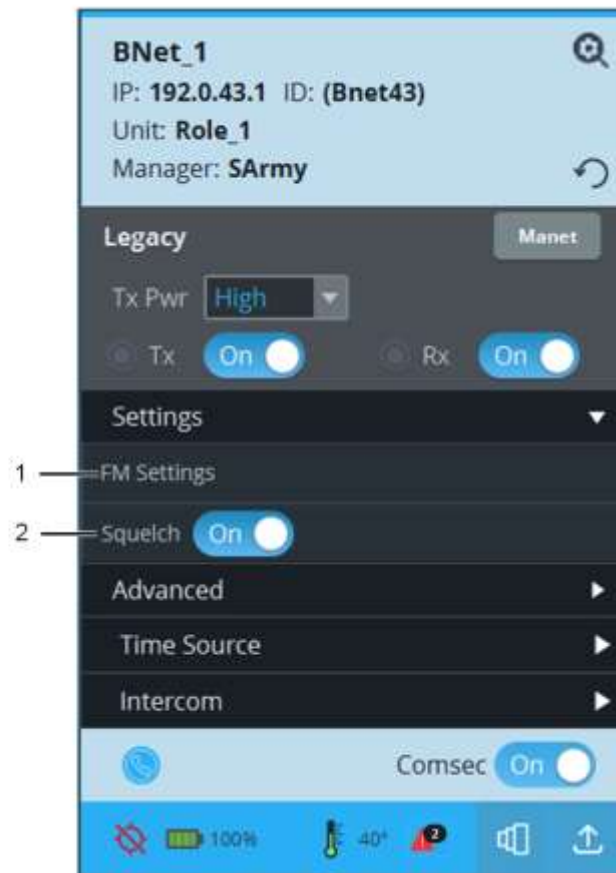 BNet_1
IP: 192.0.43.1 ID: (Bnet43)
Unit: Role_1
Manager: SArmy
Legacy Manet
Tx Pwr High
Tx On Rx On
Settings
1 FM Settings
2 Squelch On
Advanced
Time Source
Intercom
Comsec On
100% 40° 2